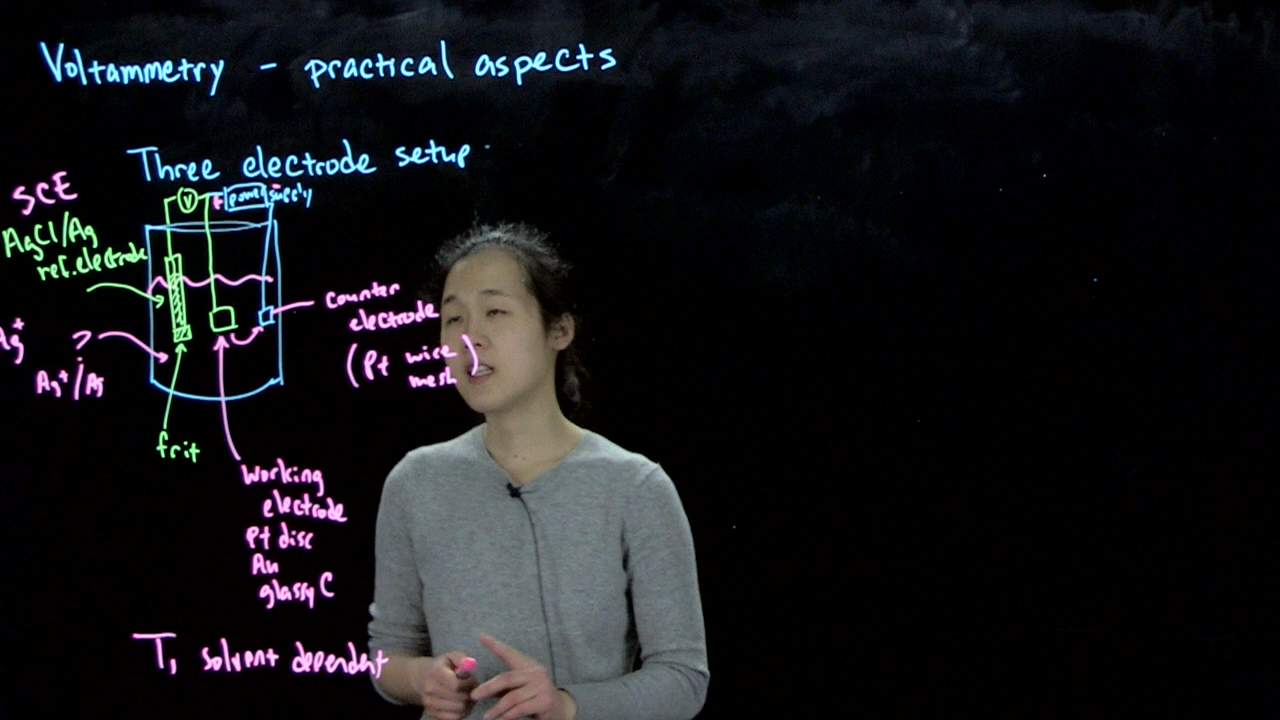 Voltammetry - practical aspects
Three electrode setup
SCE
V
+
power supply
-
AgCl/Ag
ref. electrode
Counter
electrode
(Pt wire
mesh)
Ag+
?
Ag+/Ag
frit
Working
electrode
Pt disc
Au
glassy C
T, solvent dependent